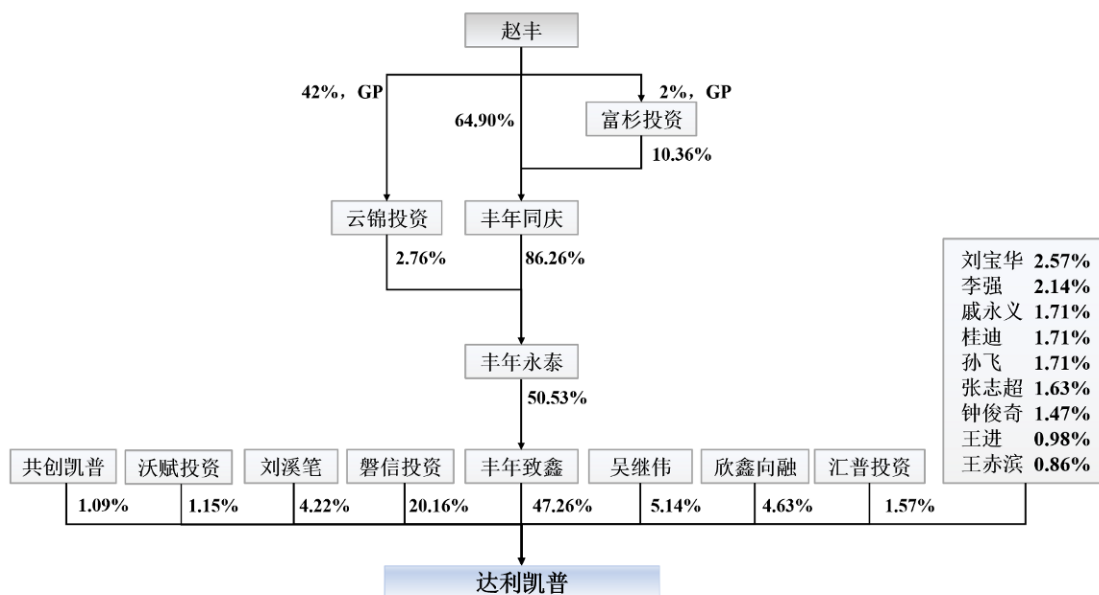 赵丰
42%，GP
2%，GP
64.90%
富杉投资
10.36%
云锦投资
丰年同庆
2.76%
86.26%
刘宝华 2.57%
李强 2.14%
戚永义 1.71%
桂迪 1.71%
孙飞 1.71%
张志超 1.63%
钟俊奇 1.47%
王进 0.98%
王赤滨 0.86%
丰年永泰
50.53%
共创凯普
沃赋投资
刘溪笔
磐信投资
丰年致鑫
吴继伟
欣鑫向融
汇普投资
1.09%
1.15%
4.22%
20.16%
47.26%
5.14%
4.63%
1.57%
达利凯普